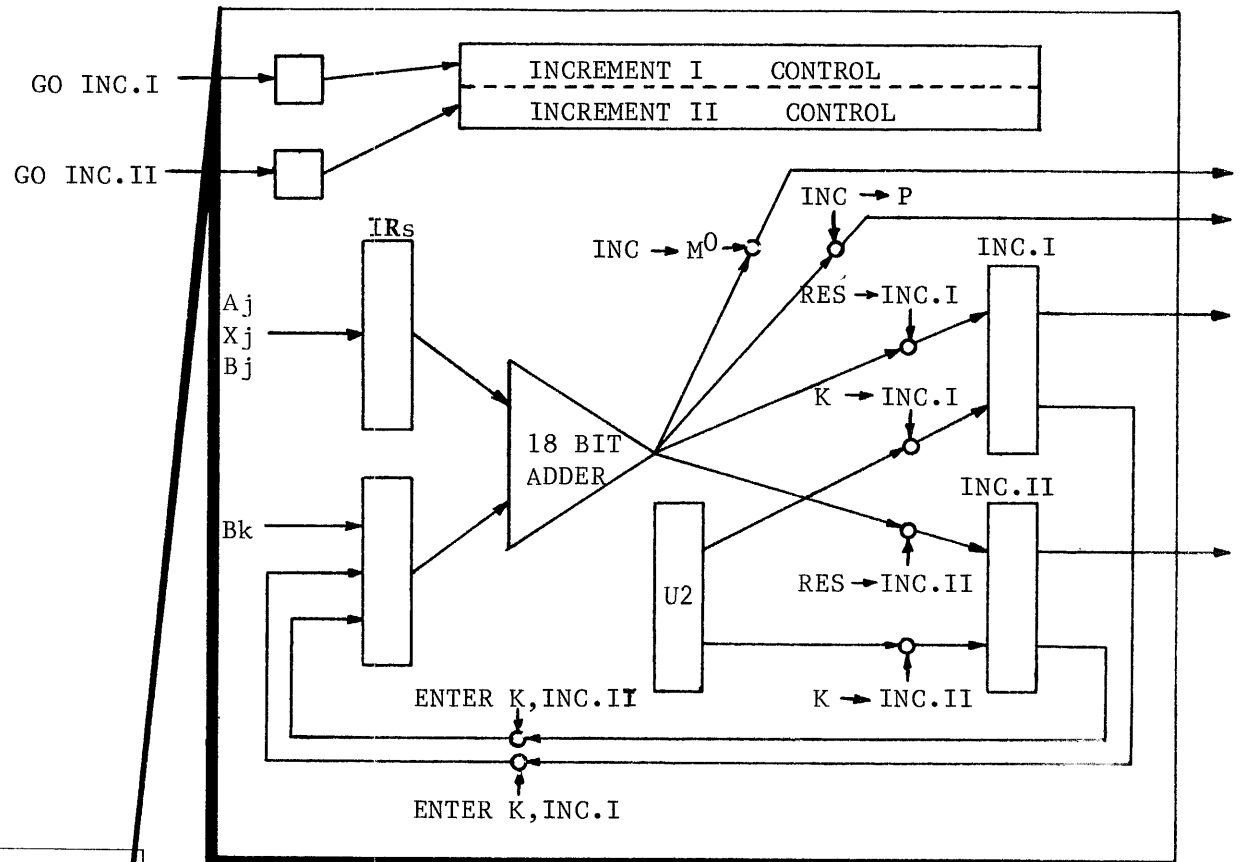 GO INC.I
INCREMENT I CONTROL
INCREMENT II CONTROL
GO INC.II
INC → P
IRs
INC → M⁰
INC.I
RES → INC.I
Aj
Xj
Bj
K → INC.I
18 BIT
ADDER
INC.II
Bk
RES → INC.II
U2
K → INC.II
ENTER K,INC.II
ENTER K,INC.I